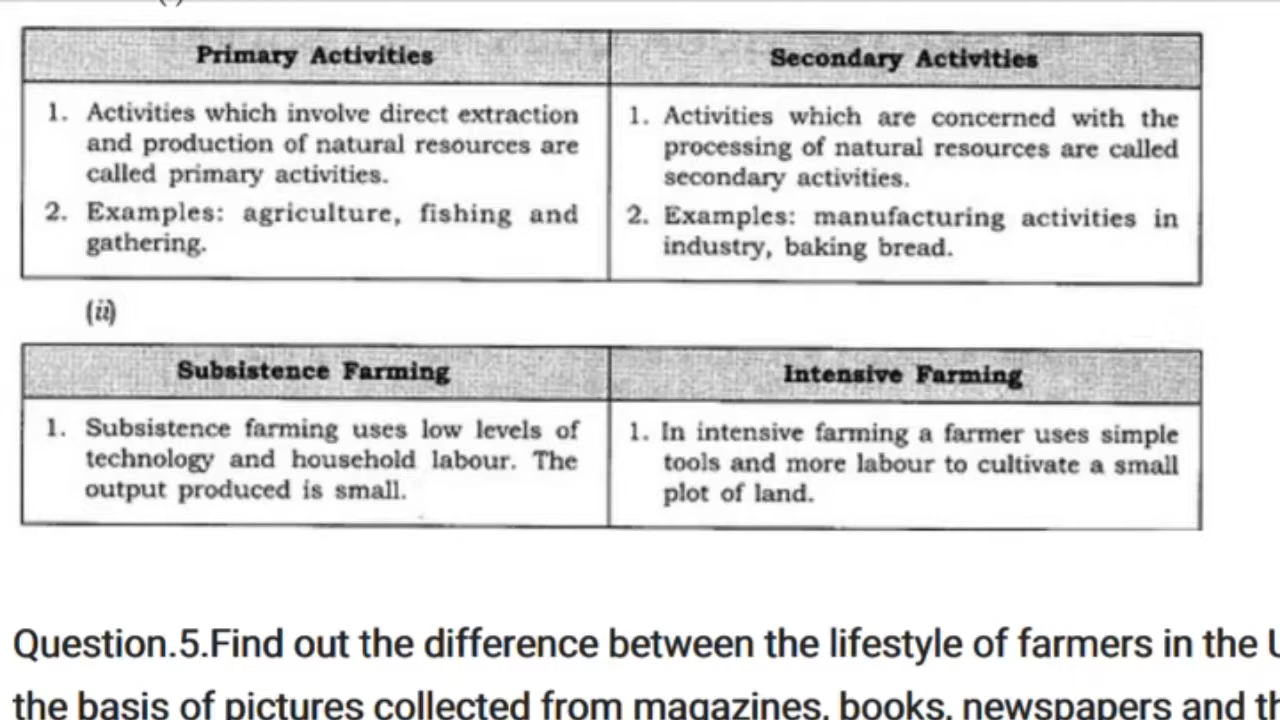 Primary Activities
Secondary Activities
1. Activities which involve direct extraction
and production of natural resources are
called primary activities.
2. Examples: agriculture, fishing and
gathering.
1. Activities which are concerned with the
processing of natural resources are called
secondary activities.
2. Examples: manufacturing activities in
industry, baking bread.
(ii)
Subsistence Farming
Intensive Farming
1. Subsistence farming uses low levels of
technology and household labour. The
output produced is small.
1. In intensive farming a farmer uses simple
tools and more labour to cultivate a small
plot of land.
Question.5.Find out the difference between the lifestyle of farmers in the
the basis of pictures collected from magazines, books, newspapers and